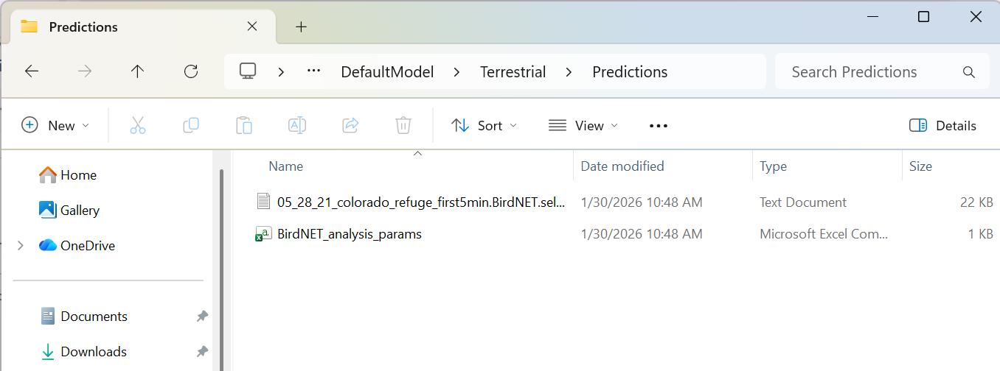 Predictions
DefaultModel Terrestrial Predictions Search Predictions
New Sort View Details
Name Date modified Type Size
Home
Gallery
OneDrive
Documents
Downloads
05_28_21_colorado_refuge_first5min.BirdNET.sel... 1/30/2026 10:48 AM Text Document 22 KB
BirdNET_analysis_params 1/30/2026 10:48 AM Microsoft Excel Com... 1 KB